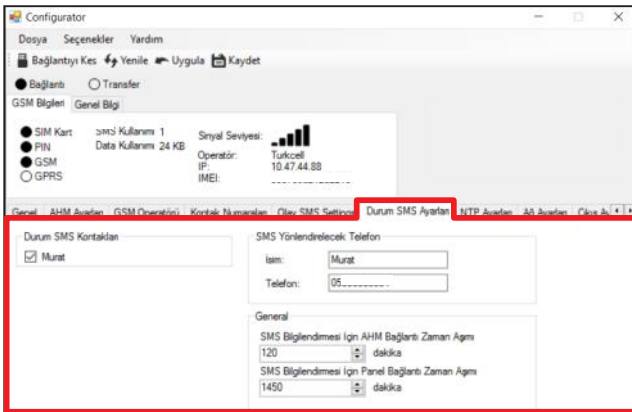 Configurator
Dosya Seçenekler Yardım
Bağlantıyı Kes Yenile Uygula Kaydet
Bağlantı Transfer
GSM Bilgileri Genel Bilgi
SIM Kart SMS Kullanımı 1 Sinyal Seviyesi:
PIN Data Kullanımı 24 KB
GSM Operatör: Turkcell
GPRS IP: 10.47.44.88
IMEI:
Genel AHM Ayarları GSM Operatörü Kontak Numaraları Olay SMS Settings Durum SMS Ayarları NTP Ayarları Ağ Ayarları Çıkış
Durum SMS Kontakları
Murat
SMS Yönlendirelecek Telefon
İsim: Murat
Telefon: 05
General
SMS Bilgilendirmesi İçin AHM Bağlantı Zaman Aşımı
120 dakika
SMS Bilgilendirmesi İçin Panel Bağlantı Zaman Aşımı
1450 dakika